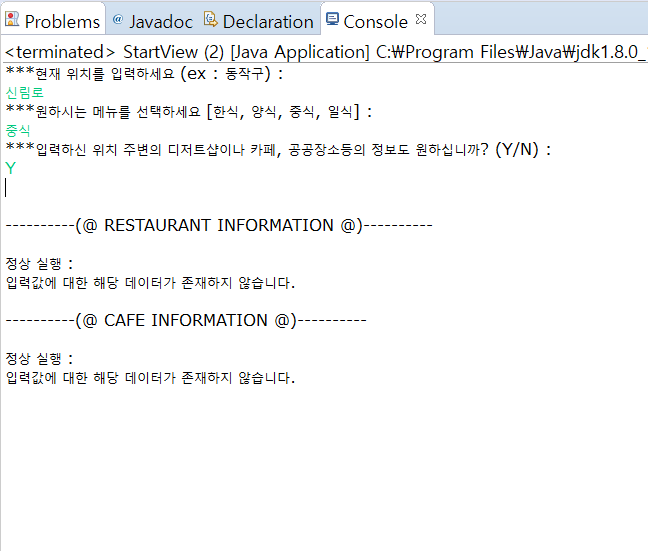 Problems @ Javadoc Declaration Console
<terminated> StartView (2) [Java Application] C:₩Program Files₩Java₩jdk1.8.0_
***현재 위치를 입력하세요 (ex : 동작구) :
신림로
***원하시는 메뉴를 선택하세요 [한식, 양식, 중식, 일식] :
중식
***입력하신 위치 주변의 디저트샵이나 카페, 공공장소등의 정보도 원하십니까? (Y/N) :
Y
----------(@ RESTAURANT INFORMATION @)----------
정상 실행 :
입력값에 대한 해당 데이터가 존재하지 않습니다.
----------(@ CAFE INFORMATION @)----------
정상 실행 :
입력값에 대한 해당 데이터가 존재하지 않습니다.